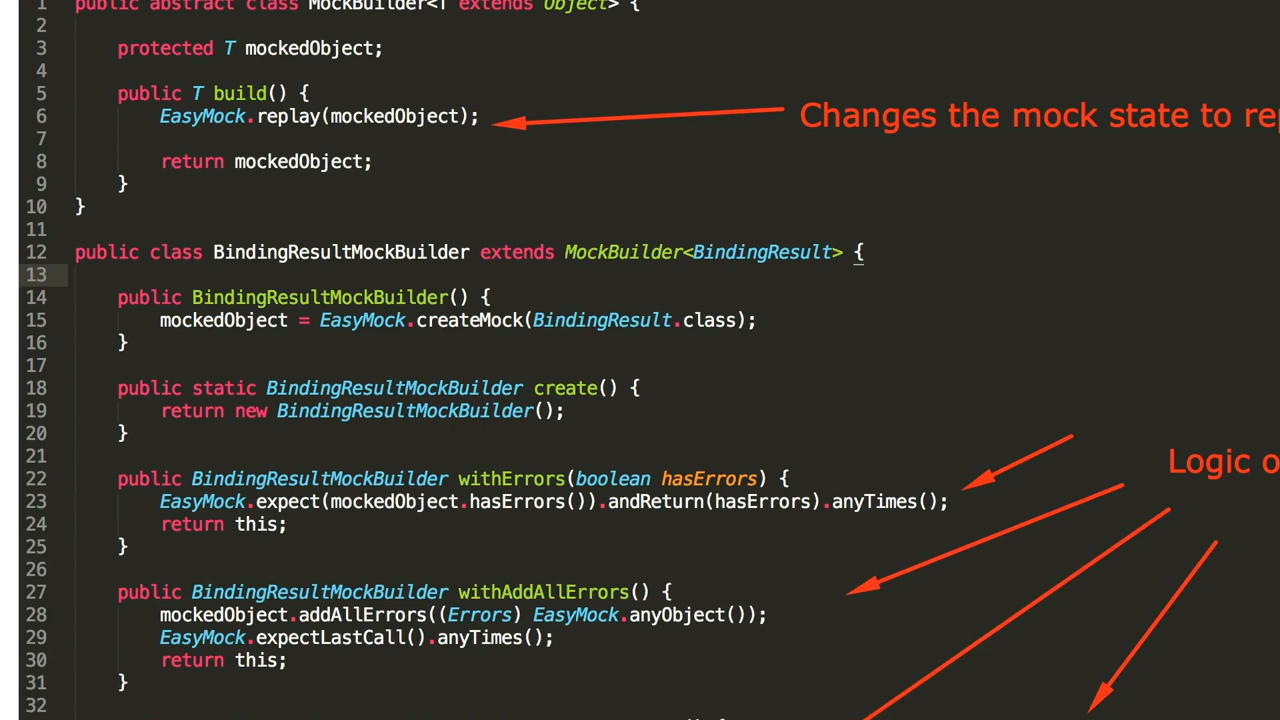 1 public abstract class MockBuilder<T extends Object> {
2
3 protected T mockedObject;
4
5 public T build() {
6 EasyMock.replay(mockedObject);
Changes the mock state to
7
8 return mockedObject;
9 }
10 }
11
12 public class BindingResultMockBuilder extends MockBuilder<BindingResult> {
13
14 public BindingResultMockBuilder() {
15 mockedObject = EasyMock.createMock(BindingResult.class);
16 }
17
18 public static BindingResultMockBuilder create() {
19 return new BindingResultMockBuilder();
20 }
21
Logic
22 public BindingResultMockBuilder withErrors(boolean hasErrors) {
23 EasyMock.expect(mockedObject.hasErrors()).andReturn(hasErrors).anyTimes();
24 return this;
25 }
26
27 public BindingResultMockBuilder withAddAllErrors() {
28 mockedObject.addAllErrors((Errors) EasyMock.anyObject());
29 EasyMock.expectLastCall().anyTimes();
30 return this;
31 }
32